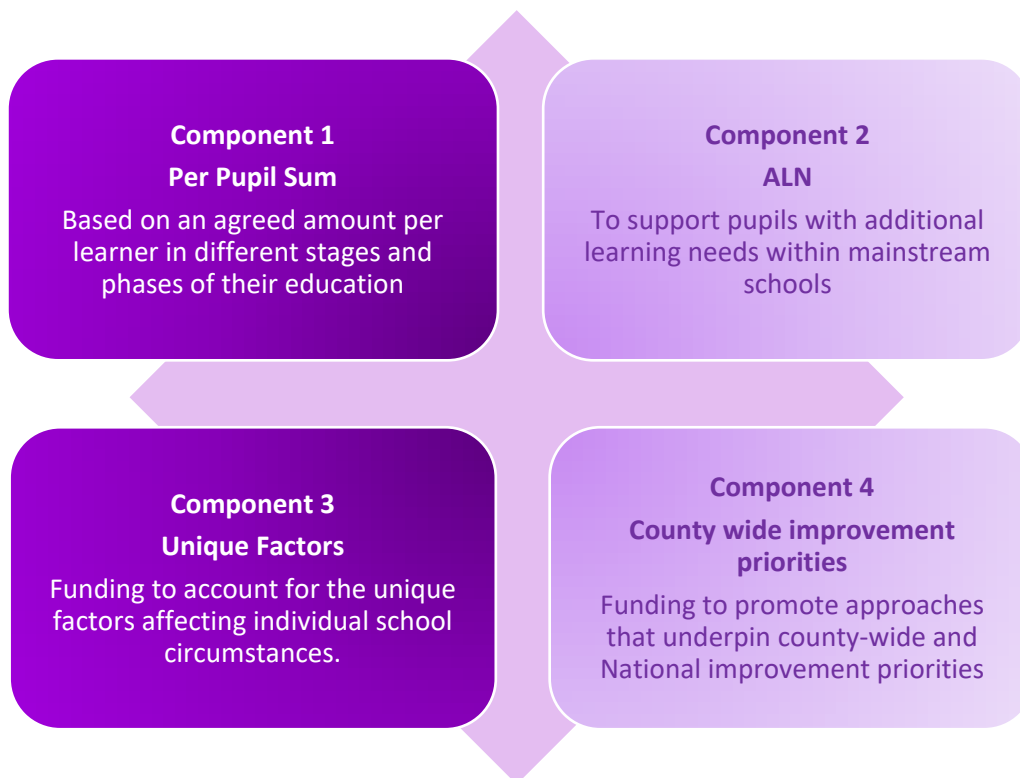 Component 1
Per Pupil Sum
Based on an agreed amount per
learner in different stages and
phases of their education
Component 2
ALN
To support pupils with additional
learning needs within mainstream
schools
Component 3
Unique Factors
Funding to account for the unique
factors affecting individual school
circumstances.
Component 4
County wide improvement
priorities
Funding to promote approaches
that underpin county-wide and
National improvement priorities